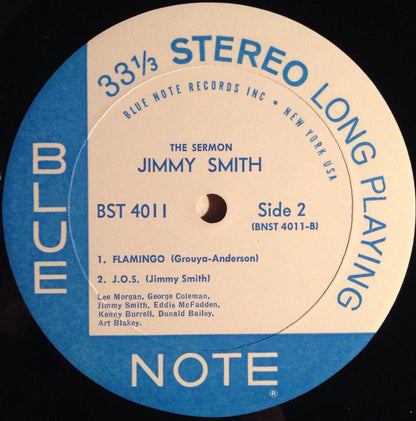 33⅓ STEREO LONG PLAYING
BLUE NOTE RECORDS INC • NEW YORK USA
BLUE
THE SERMON
JIMMY SMITH
BST 4011
Side 2
(BNST 4011-B)
1. FLAMINGO (Grouya-Anderson)
2. J.O.S. (Jimmy Smith)
Lee Morgan, George Coleman,
Jimmy Smith, Eddie McFadden,
Kenny Burrell, Donald Bailey,
Art Blakey.
NOTE ®